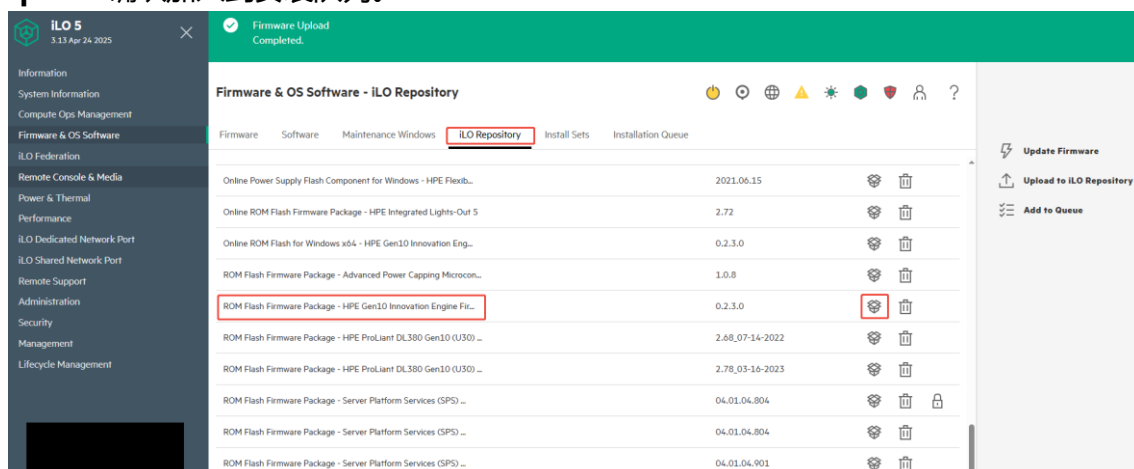 iLO 5
3.13 Apr 24 2025
Firmware Upload
Completed.
Information
System Information
Compute Ops Management
Firmware & OS Software
iLO Federation
Remote Console & Media
Power & Thermal
Performance
iLO Dedicated Network Port
iLO Shared Network Port
Remote Support
Administration
Security
Management
Lifecycle Management
Firmware & OS Software - iLO Repository
Firmware Software Maintenance Windows iLO Repository Install Sets Installation Queue
Online Power Supply Flash Component for Windows - HPE Flexib... 2021.06.15
Online ROM Flash Firmware Package - HPE Integrated Lights-Out 5 2.72
Online ROM Flash for Windows x64 - HPE Gen10 Innovation Eng... 0.2.3.0
ROM Flash Firmware Package - Advanced Power Capping Microcon... 1.0.8
ROM Flash Firmware Package - HPE Gen10 Innovation Engine Fir... 0.2.3.0
ROM Flash Firmware Package - HPE ProLiant DL380 Gen10 (U30) ... 2.68_07-14-2022
ROM Flash Firmware Package - HPE ProLiant DL380 Gen10 (U30) ... 2.78_03-16-2023
ROM Flash Firmware Package - Server Platform Services (SPS) ... 04.01.04.804
ROM Flash Firmware Package - Server Platform Services (SPS) ... 04.01.04.804
ROM Flash Firmware Package - Server Platform Services (SPS) ... 04.01.04.901
Update Firmware
Upload to iLO Repository
Add to Queue